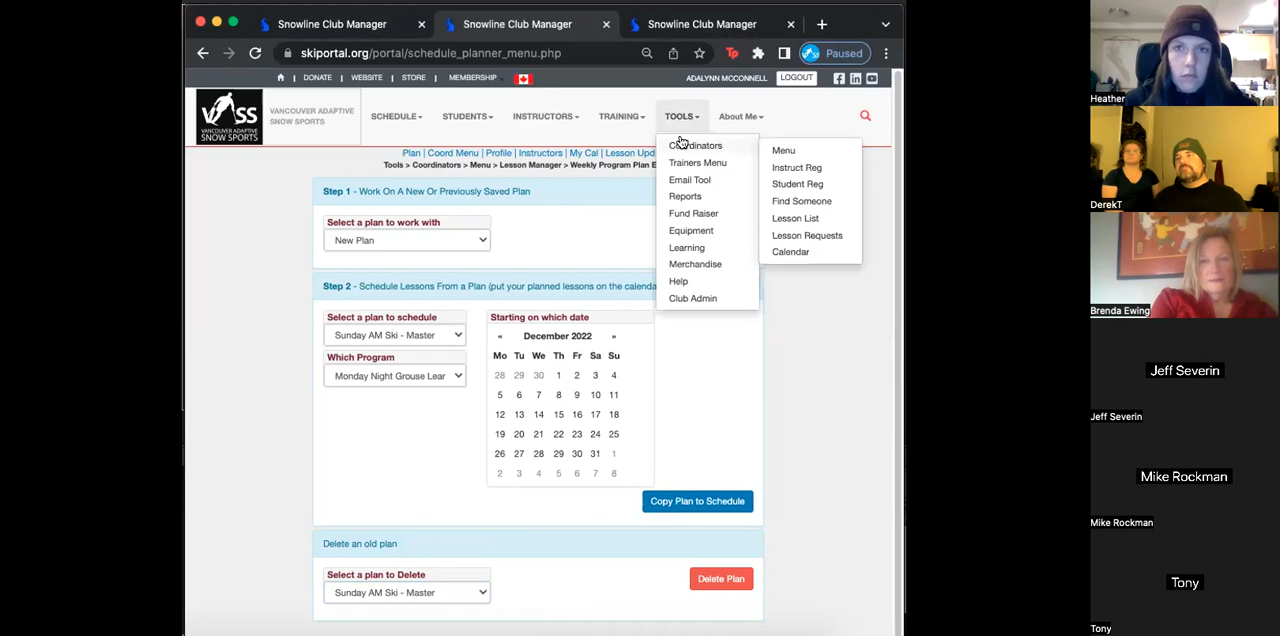 Snowline Club Manager
Snowline Club Manager
Snowline Club Manager
skiportal.org/portal/schedule_planner_menu.php
Tp
Paused
DONATE | WEBSITE | STORE | MEMBERSHIP
ADALYNN MCCONNELL
LOGOUT
VASS
VANCOUVER ADAPTIVE
SNOW SPORTS
VANCOUVER ADAPTIVE
SNOW SPORTS
SCHEDULE
STUDENTS
INSTRUCTORS
TRAINING
TOOLS
About Me
Plan | Coord Menu | Profile | Instructors | My Cal | Lesson Upd
Tools > Coordinators > Menu > Lesson Manager > Weekly Program Plan E
Coordinators
Trainers Menu
Email Tool
Reports
Fund Raiser
Equipment
Learning
Merchandise
Help
Club Admin
Menu
Instruct Reg
Student Reg
Find Someone
Lesson List
Lesson Requests
Calendar
Step 1 - Work On A New Or Previously Saved Plan
Select a plan to work with
New Plan
Step 2 - Schedule Lessons From a Plan (put your planned lessons on the calenda
Select a plan to schedule
Sunday AM Ski - Master
Which Program
Monday Night Grouse Lear
Starting on which date
« December 2022 »
Mo Tu We Th Fr Sa Su
28 29 30 1 2 3 4
5 6 7 8 9 10 11
12 13 14 15 16 17 18
19 20 21 22 23 24 25
26 27 28 29 30 31 1
2 3 4 5 6 7 8
Copy Plan to Schedule
Delete an old plan
Select a plan to Delete
Sunday AM Ski - Master
Delete Plan
Heather
DerekT
Brenda Ewing
Jeff Severin
Jeff Severin
Mike Rockman
Mike Rockman
Tony
Tony